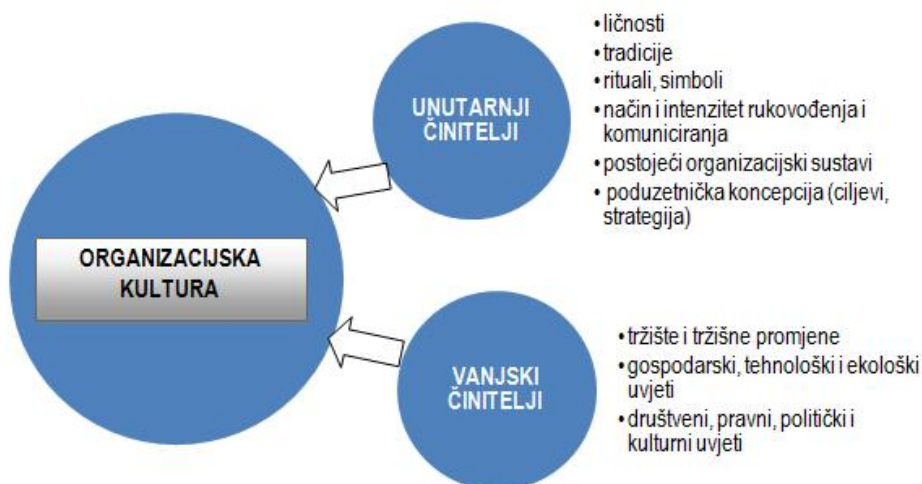 ORGANIZACIJSKA
KULTURA
UNUTARNJI
ČINITELJI
•ličnosti
•tradicije
•rituali, simboli
•način i intenzitet rukovođenja i
komuniciranja
•postojeći organizacijski sustavi
• poduzetnička koncepcija (ciljevi,
strategija)
VANJSKI
ČINITELJI
•tržište i tržišne promjene
•gospodarski, tehnološki i ekološki
uvjeti
•društveni, pravni, politički i
kulturni uvjeti